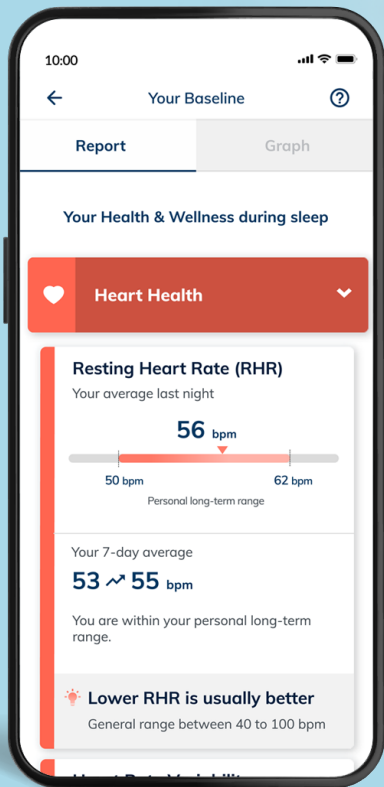 10:00
Your Baseline
Report
Graph
Your Health & Wellness during sleep
Heart Health
Resting Heart Rate (RHR)
Your average last night
56 bpm
50 bpm
62 bpm
Personal long-term range
Your 7-day average
53 55 bpm
You are within your personal long-term
range.
Lower RHR is usually better
General range between 40 to 100 bpm
Heart Rate Variability